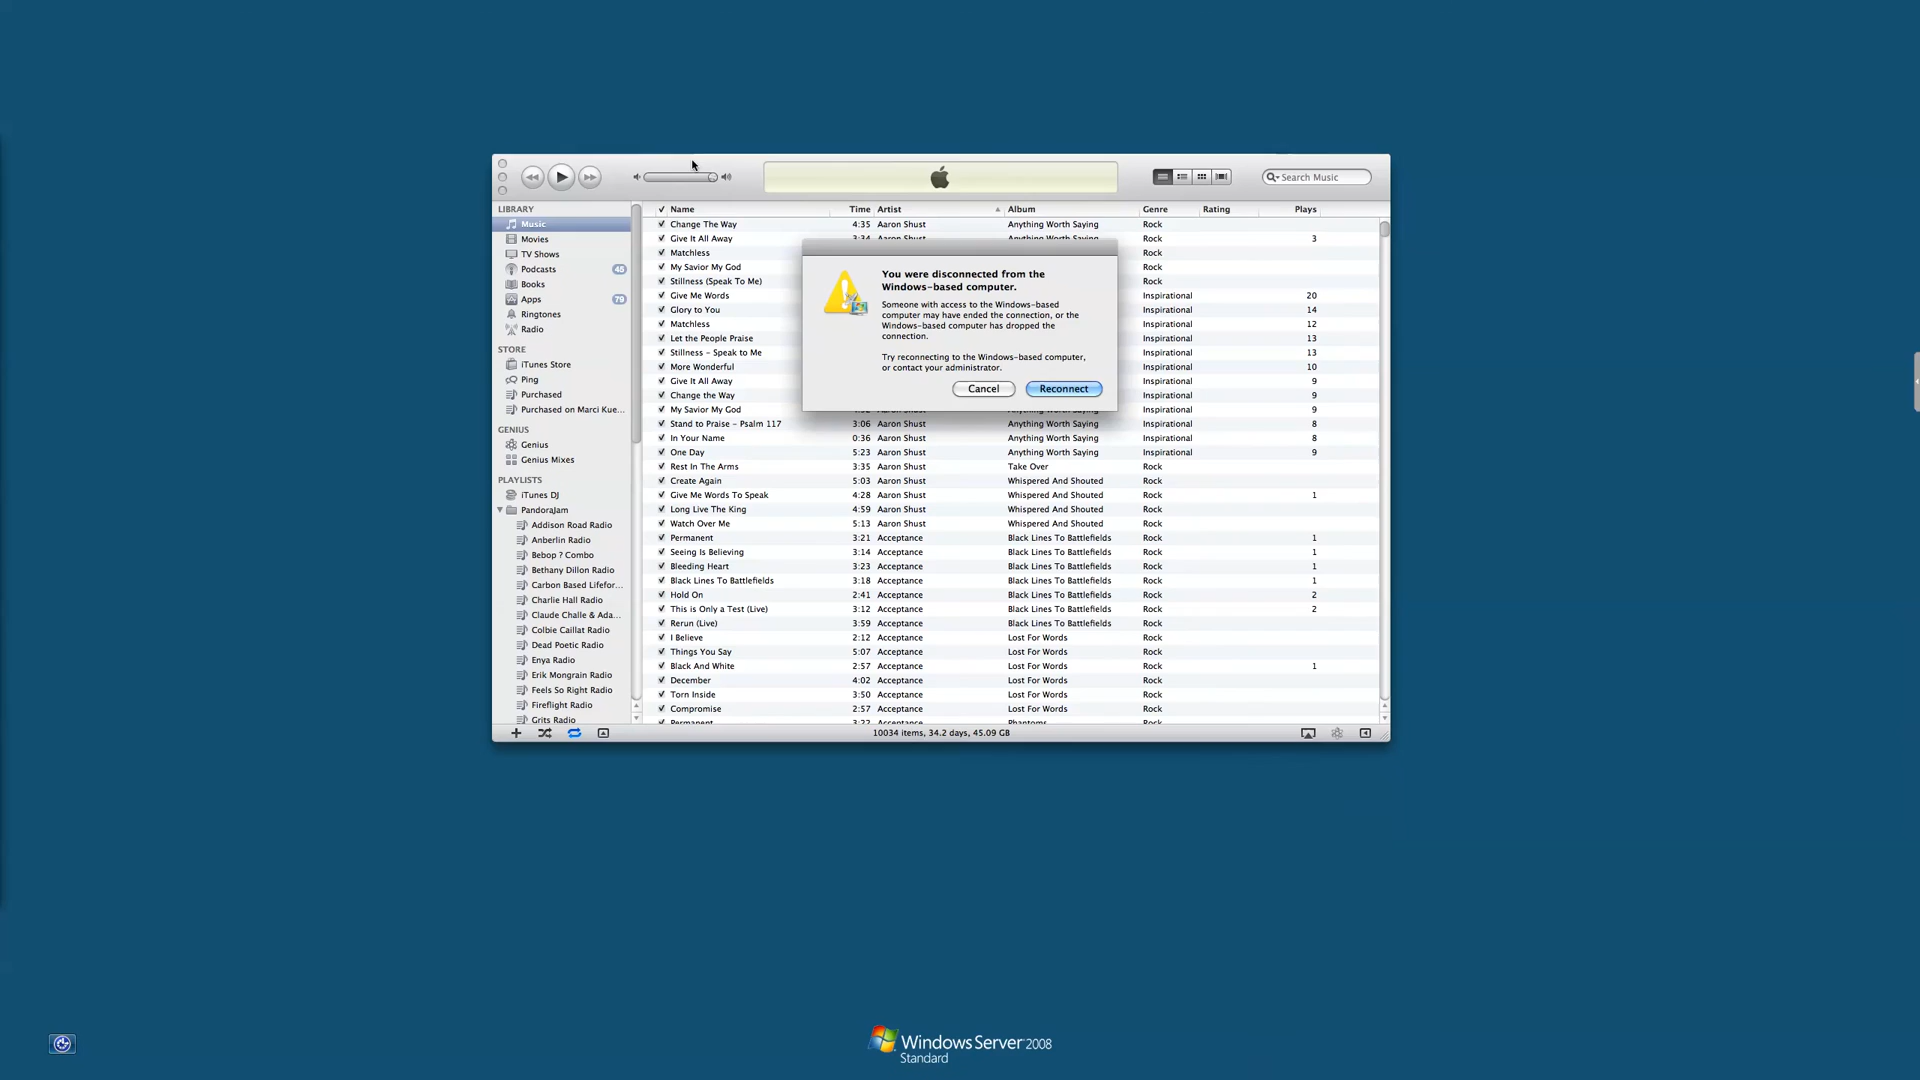 Search Music
LIBRARY
Music
Movies
TV Shows
Podcasts 45
Books
Apps 79
Ringtones
Radio
STORE
iTunes Store
Ping
Purchased
Purchased on Marci Kue...
GENIUS
Genius
Genius Mixes
PLAYLISTS
iTunes DJ
PandoraJam
Addison Road Radio
Anberlin Radio
Bebop ? Combo
Bethany Dillon Radio
Carbon Based Lifefor...
Charlie Hall Radio
Claude Challe & Ada...
Colbie Caillat Radio
Dead Poetic Radio
Enya Radio
Erik Mongrain Radio
Feels So Right Radio
Fireflight Radio
Grits Radio
Name Time Artist Album Genre Rating Plays
Change The Way 4:35 Aaron Shust Anything Worth Saying Rock
Give It All Away 3:34 Aaron Shust Anything Worth Saying Rock 3
Matchless Rock
My Savior My God Rock
Stillness (Speak To Me) Rock
Give Me Words Inspirational 20
Glory to You Inspirational 14
Matchless Inspirational 12
Let the People Praise Inspirational 13
Stillness – Speak to Me Inspirational 13
More Wonderful Inspirational 10
Give It All Away Inspirational 9
Change the Way Inspirational 9
My Savior My God Aaron Shust Anything Worth Saying Inspirational 9
Stand to Praise – Psalm 117 3:06 Aaron Shust Anything Worth Saying Inspirational 8
In Your Name 0:36 Aaron Shust Anything Worth Saying Inspirational 8
One Day 5:23 Aaron Shust Anything Worth Saying Inspirational 9
Rest In The Arms 3:35 Aaron Shust Take Over Rock
Create Again 5:03 Aaron Shust Whispered And Shouted Rock
Give Me Words To Speak 4:28 Aaron Shust Whispered And Shouted Rock 1
Long Live The King 4:59 Aaron Shust Whispered And Shouted Rock
Watch Over Me 5:13 Aaron Shust Whispered And Shouted Rock
Permanent 3:21 Acceptance Black Lines To Battlefields Rock 1
Seeing Is Believing 3:14 Acceptance Black Lines To Battlefields Rock 1
Bleeding Heart 3:23 Acceptance Black Lines To Battlefields Rock 1
Black Lines To Battlefields 3:18 Acceptance Black Lines To Battlefields Rock 1
Hold On 2:41 Acceptance Black Lines To Battlefields Rock 2
This is Only a Test (Live) 3:12 Acceptance Black Lines To Battlefields Rock 2
Rerun (Live) 3:59 Acceptance Black Lines To Battlefields Rock
I Believe 2:12 Acceptance Lost For Words Rock
Things You Say 5:07 Acceptance Lost For Words Rock
Black And White 2:57 Acceptance Lost For Words Rock 1
December 4:02 Acceptance Lost For Words Rock
Torn Inside 3:50 Acceptance Lost For Words Rock
Compromise 2:57 Acceptance Lost For Words Rock
Permanent 3:22 Acceptance Phantoms Rock
You were disconnected from the
Windows-based computer.
Someone with access to the Windows-based
computer may have ended the connection, or the
Windows-based computer has dropped the
connection.
Try reconnecting to the Windows-based computer,
or contact your administrator.
Cancel Reconnect
10034 items, 34.2 days, 45.09 GB
Windows Server 2008
Standard